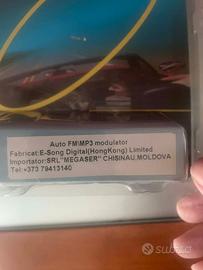 Auto FM\MP3 modulator
Fabricat:E-Song Digital(HongKong) Limited
Importator:SRL"MEGASER" CHISINAU,MOLDOVA
Tel:+373 79413140
subito